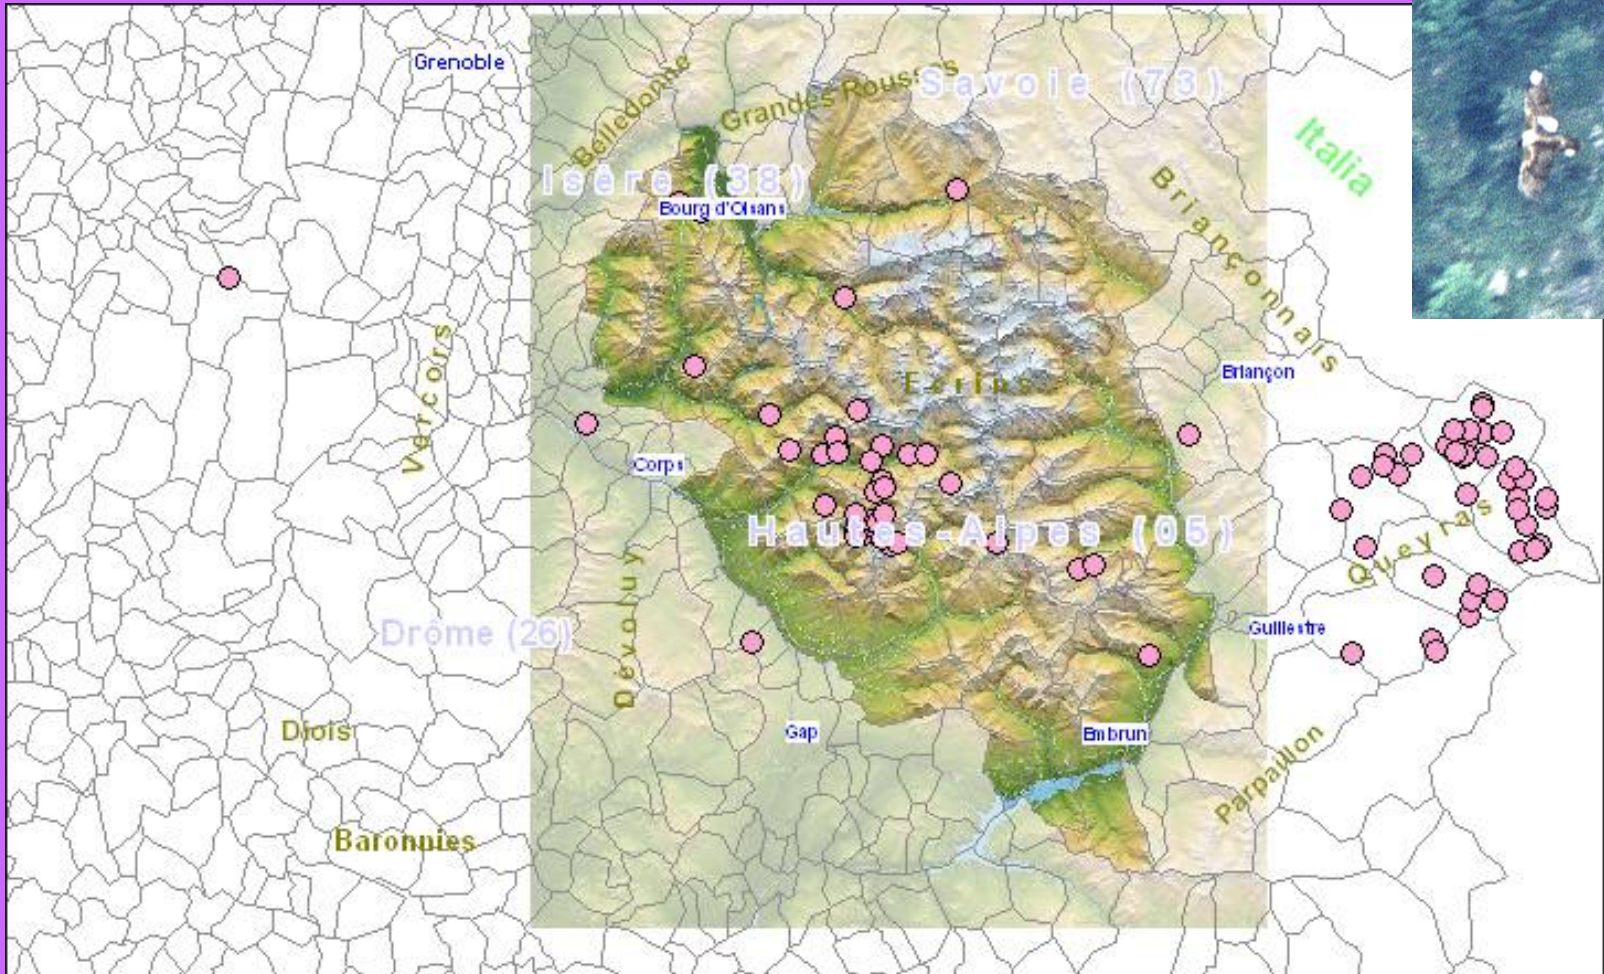 Grenoble
Belledonne
Grandes Rousses
Savoie (73)
Italia
Isère (38)
Bourg d'Oisans
Briançonnais
Vercors
Ecrins
Briançon
Corps
Hautes-Alpes (05)
Queyras
Dévoluy
Drôme (26)
Guillestre
Diois
Gap
Embrun
Parpaillon
Baronnies